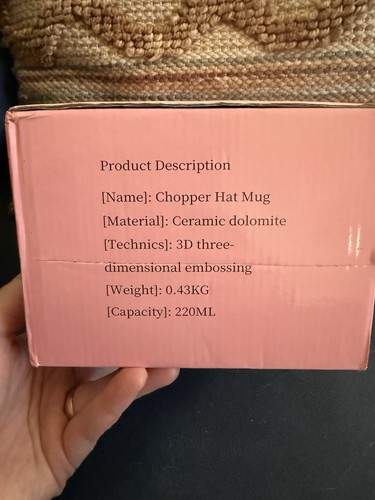 Product Description
[Name]: Chopper Hat Mug
[Material]: Ceramic dolomite
[Technics]: 3D three-
dimensional embossing
[Weight]: 0.43KG
[Capacity]: 220ML